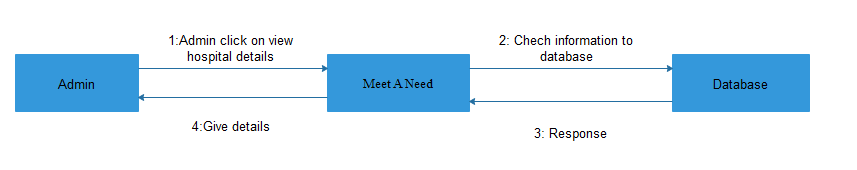 1:Admin click on view
hospital details
2: Chech information to
database
Admin
Meet A Need
Database
4:Give details
3: Response